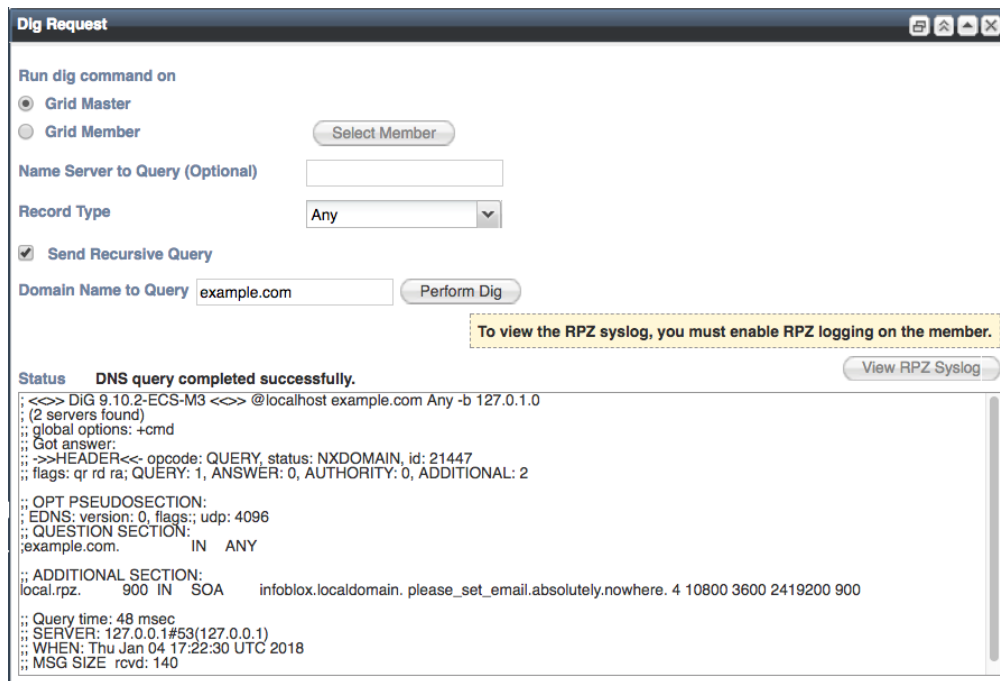 Dig Request
Run dig command on
Grid Master
Grid Member
Select Member
Name Server to Query (Optional)
Record Type
Any
Send Recursive Query
Domain Name to Query
example.com
Perform Dig
To view the RPZ syslog, you must enable RPZ logging on the member.
View RPZ Syslog
Status DNS query completed successfully.
; <<>> DiG 9.10.2-ECS-M3 <<>> @localhost example.com Any -b 127.0.1.0
; (2 servers found)
;; global options: +cmd
;; Got answer:
;; ->>HEADER<<- opcode: QUERY, status: NXDOMAIN, id: 21447
;; flags: qr rd ra; QUERY: 1, ANSWER: 0, AUTHORITY: 0, ADDITIONAL: 2
;; OPT PSEUDOSECTION:
; EDNS: version: 0, flags:; udp: 4096
;; QUESTION SECTION:
;example.com. IN ANY
;; ADDITIONAL SECTION:
local.rpz. 900 IN SOA infoblox.localdomain. please_set_email.absolutely.nowhere. 4 10800 3600 2419200 900
;; Query time: 48 msec
;; SERVER: 127.0.0.1#53(127.0.0.1)
;; WHEN: Thu Jan 04 17:22:30 UTC 2018
;; MSG SIZE rcvd: 140